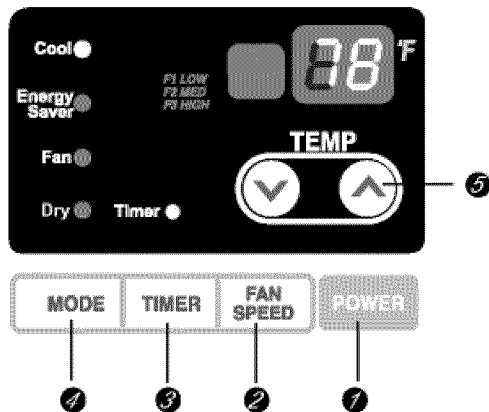 Cool
78 °F
F1 LOW
F2 MED
F3 HIGH
Energy
Saver
TEMP
Fan
Dry
Timer
5
MODE
TIMER
FAN
SPEED
POWER
4
3
2
1